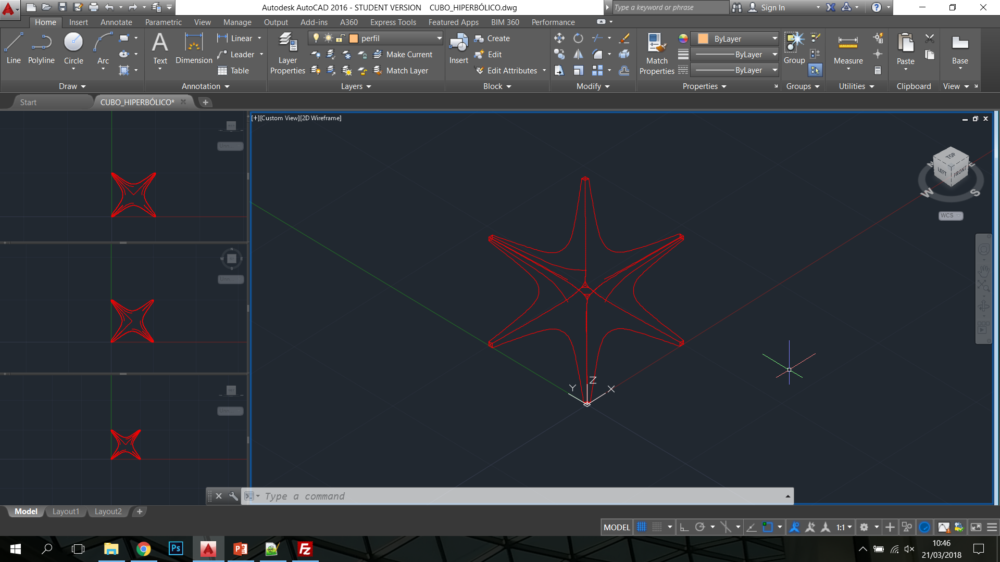 Autodesk AutoCAD 2016 - STUDENT VERSION CUBO_HIPERBÓLICO.dwg
Type a keyword or phrase
Sign In
Home Insert Annotate Parametric View Manage Output Add-ins A360 Express Tools Featured Apps BIM 360 Performance
Line Polyline Circle Arc
Draw
Text Dimension
Linear
Leader
Table
Annotation
Layer Properties
perfil
Make Current
Match Layer
Layers
Insert
Create
Edit
Edit Attributes
Block
Modify
Match Properties
ByLayer
ByLayer
ByLayer
Properties
Group
Groups
Measure
Utilities
Paste
Clipboard
Base
View
Start CUBO_HIPERBÓLICO*
[+][Custom View][2D Wireframe]
TOP
LEFT FRONT
N E
W S
WCS
N
W E
S
Y Z X
Type a command
Model Layout1 Layout2
MODEL 1:1
Ps
10:46
21/03/2018